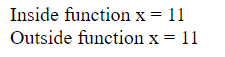 Inside function x = 11
Outside function x = 11